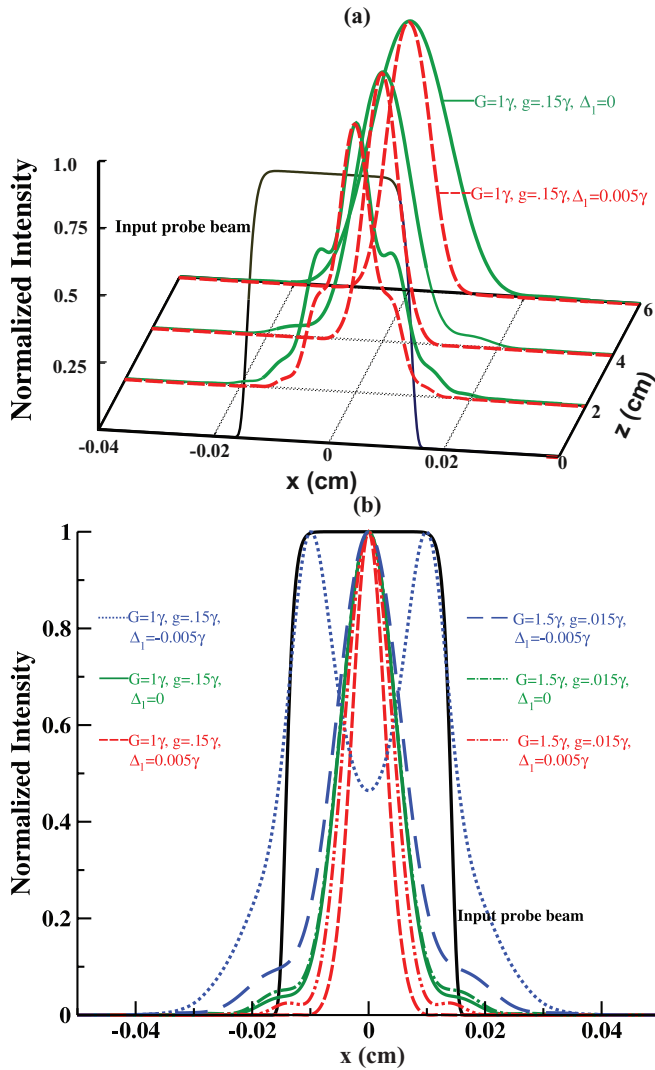 (a)
G=1γ, g=.15γ, Δ₁=0
G=1γ, g=.15γ, Δ₁=0.005γ
Input probe beam
Normalized Intensity
1.0
0.75
0.5
0.25
-0.04
-0.02
0
0.02
0
2
4
6
x (cm)
z (cm)
(b)
Normalized Intensity
1
0.8
0.6
0.4
0.2
0
G=1γ, g=.15γ,
Δ₁=-0.005γ
G=1γ, g=.15γ,
Δ₁=0
G=1γ, g=.15γ,
Δ₁=0.005γ
G=1.5γ, g=.015γ,
Δ₁=-0.005γ
G=1.5γ, g=.015γ,
Δ₁=0
G=1.5γ, g=.015γ,
Δ₁=0.005γ
Input probe beam
-0.04
-0.02
0
0.02
0.04
x (cm)